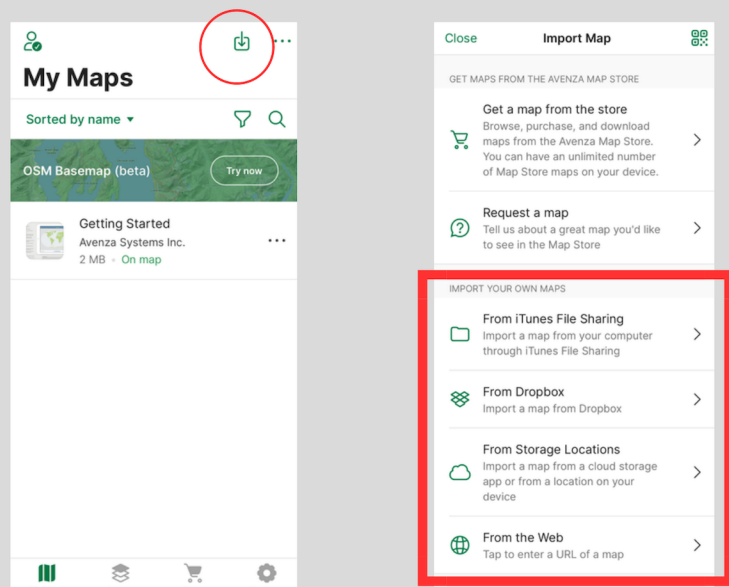 My Maps
Sorted by name
OSM Basemap (beta)
Try now
Getting Started
Avenza Systems Inc.
2 MB • On map
Close
Import Map
GET MAPS FROM THE AVENZA MAP STORE
Get a map from the store
Browse, purchase, and download
maps from the Avenza Map Store.
You can have an unlimited number
of Map Store maps on your device.
Request a map
Tell us about a great map you'd like
to see in the Map Store
IMPORT YOUR OWN MAPS
From iTunes File Sharing
Import a map from your computer
through iTunes File Sharing
From Dropbox
Import a map from Dropbox
From Storage Locations
Import a map from a cloud storage
app or from a location on your
device
From the Web
Tap to enter a URL of a map